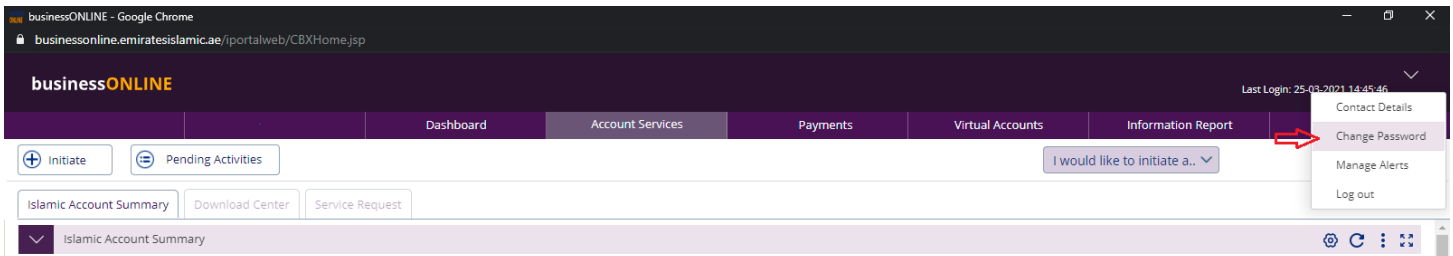 businessONLINE - Google Chrome
businessonline.emiratesislamic.ae/iportalweb/CBXHome.jsp
businessONLINE
Last Login: 25-03-2021 14:45:46
Contact Details
Change Password
Manage Alerts
Log out
Dashboard Account Services Payments Virtual Accounts Information Report
Initiate Pending Activities I would like to initiate a..
Islamic Account Summary Download Center Service Request
Islamic Account Summary